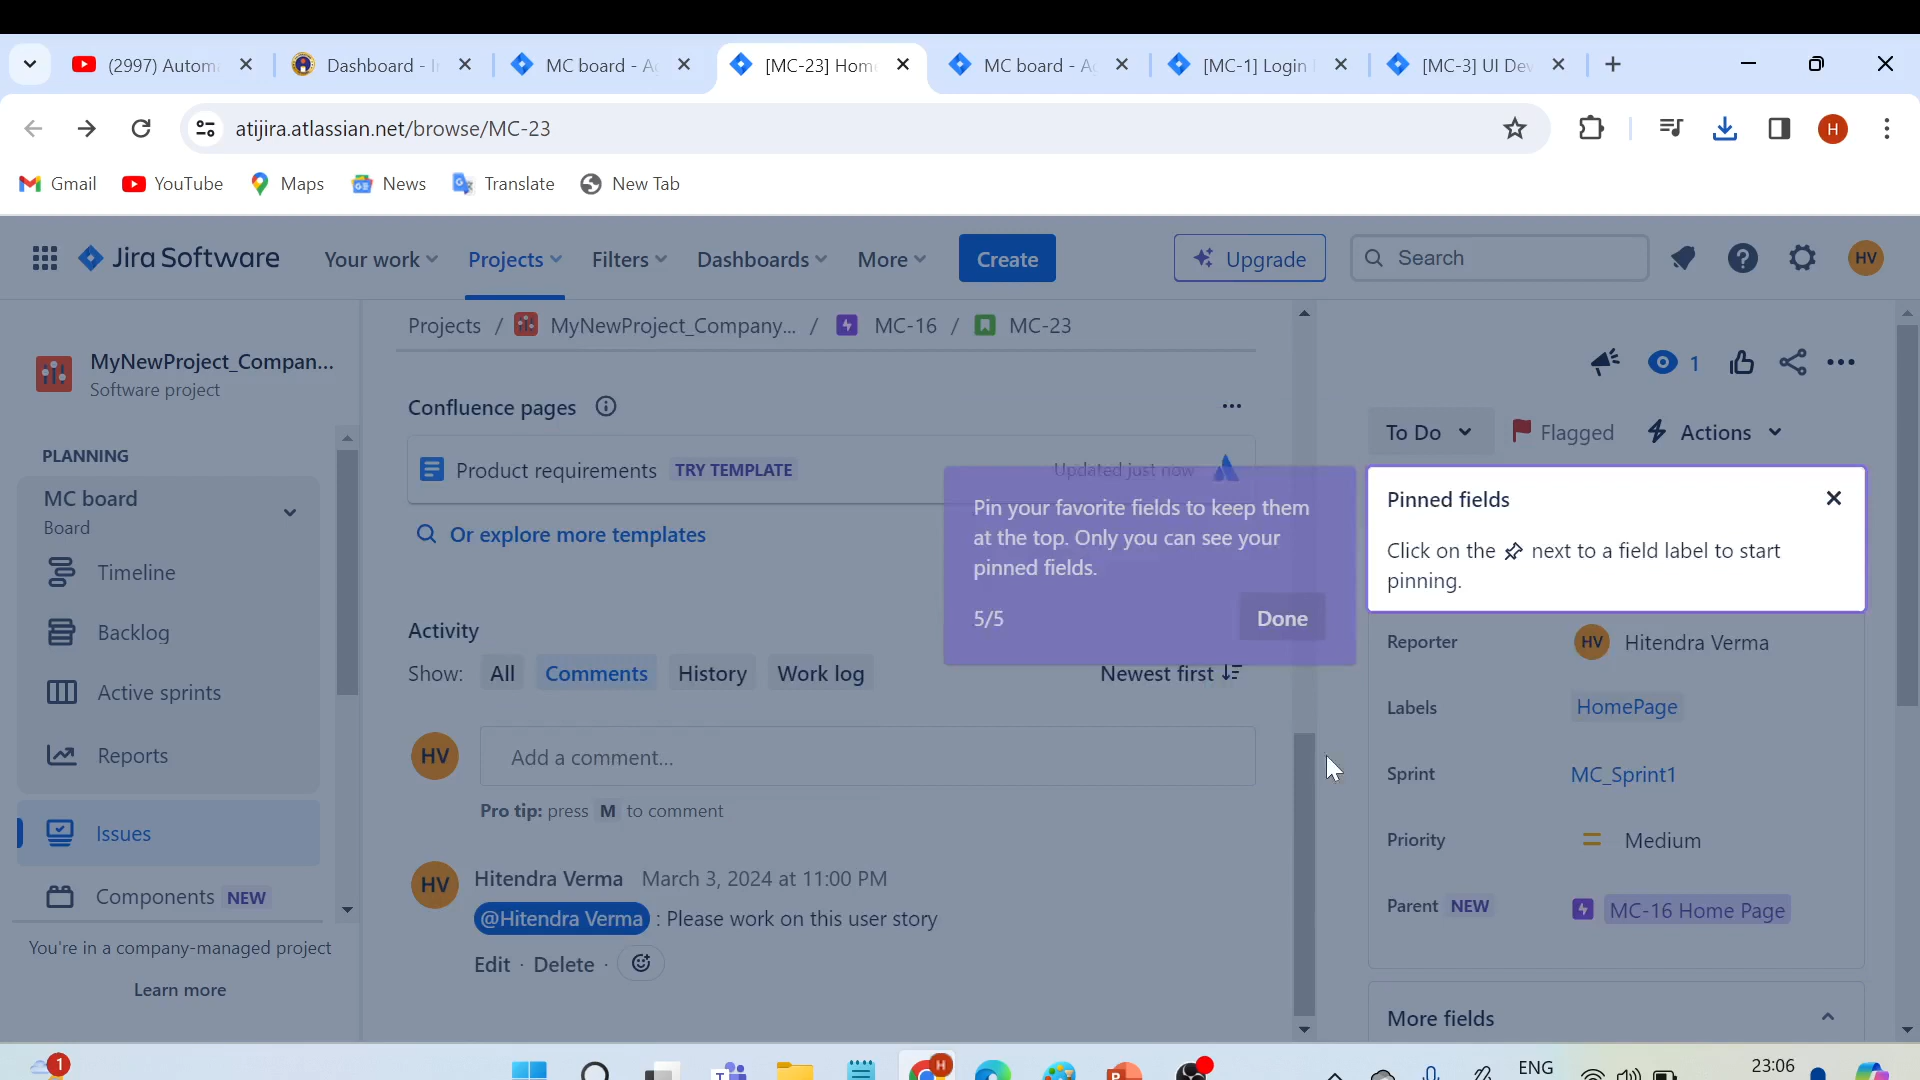 (2997) Autom
Dashboard - I
MC board - A
[MC-23] Hom
MC board - A
[MC-1] Login
[MC-3] UI De
atijira.atlassian.net/browse/MC-23
H
Gmail
YouTube
Maps
News
Translate
New Tab
Jira Software
Your work
Projects
Filters
Dashboards
More
Create
Upgrade
Search
HV
MyNewProject_Compan...
Software project
PLANNING
MC board
Board
Timeline
Backlog
Active sprints
Reports
Issues
Components NEW
You're in a company-managed project
Learn more
Projects / MyNewProject_Company... / MC-16 / MC-23
Confluence pages
Product requirements TRY TEMPLATE
Updated just now
Or explore more templates
Activity
Show: All Comments History Work log
Newest first
HV
Add a comment...
Pro tip: press M to comment
HV
Hitendra Verma March 3, 2024 at 11:00 PM
@Hitendra Verma : Please work on this user story
Edit · Delete ·
Pin your favorite fields to keep them
at the top. Only you can see your
pinned fields.
5/5
Done
1
To Do
Flagged
Actions
Pinned fields
Click on the next to a field label to start
pinning.
Reporter
HV Hitendra Verma
Labels
HomePage
Sprint
MC_Sprint1
Priority
Medium
Parent NEW
MC-16 Home Page
More fields
1
H
ENG
23:06